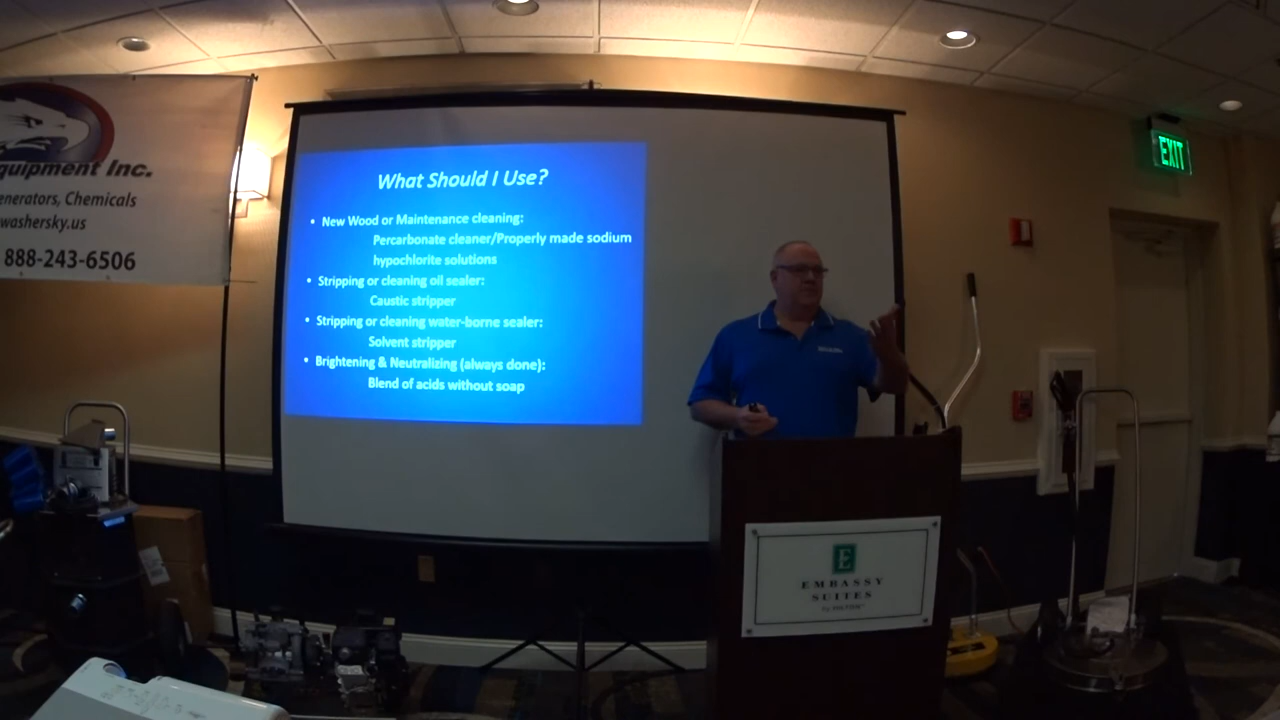 quipment Inc.
enerators, Chemicals
washersky.us
888-243-6506
What Should I Use?
• New Wood or Maintenance cleaning:
Percarbonate cleaner/Properly made sodium
hypochlorite solutions
• Stripping or cleaning oil sealer:
Caustic stripper
• Stripping or cleaning water-borne sealer:
Solvent stripper
• Brightening & Neutralizing (always done):
Blend of acids without soap
EXIT
E
EMBASSY
SUITES
by HILTON